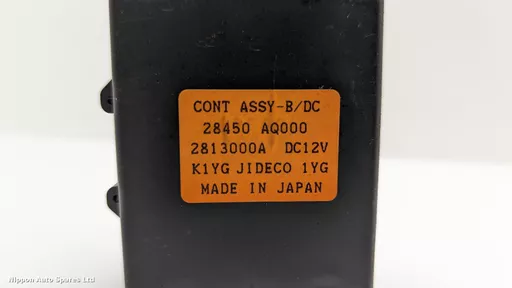 CONT ASSY-B/DC
28450 AQ000
2813000A DC12V
K1YG JIDECO 1YG
MADE IN JAPAN
Nippon Auto Spares Ltd